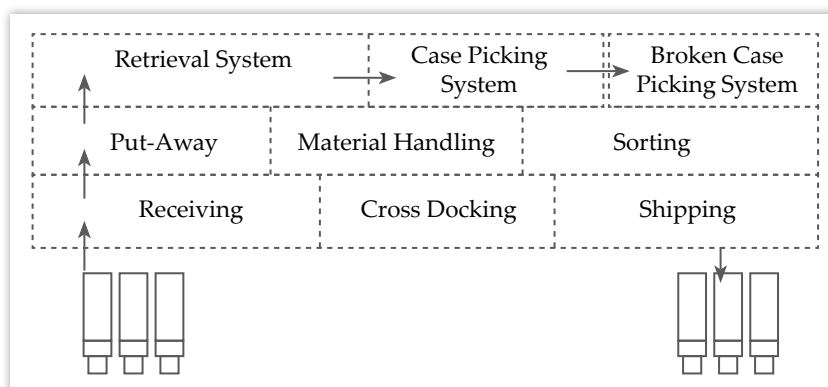 Retrieval System
Case Picking
System
Broken Case
Picking System
Put-Away
Material Handling
Sorting
Receiving
Cross Docking
Shipping